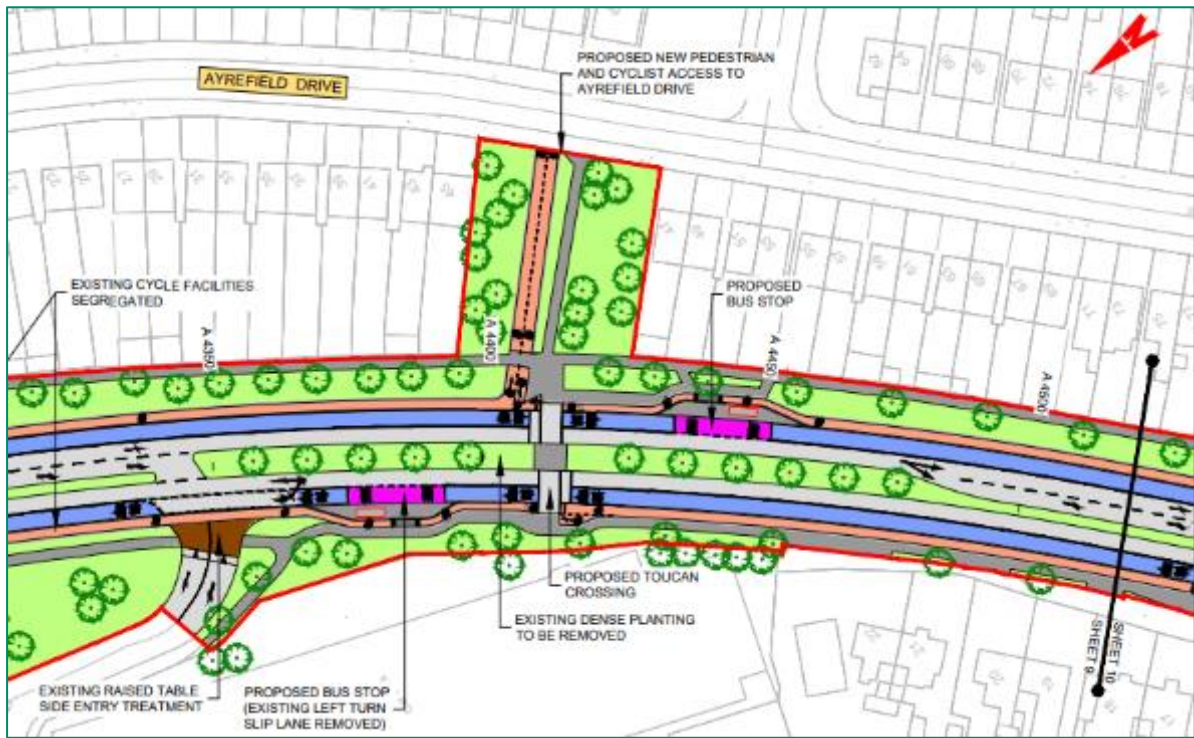 AYREFIELD DRIVE
PROPOSED NEW PEDESTRIAN
AND CYCLIST ACCESS TO
AYREFIELD DRIVE
N
EXISTING CYCLE FACILITIES
SEGREGATED
A 4350
A 4400
PROPOSED
BUS STOP
A 4450
A 4500
PROPOSED TOUCAN
CROSSING
EXISTING DENSE PLANTING
TO BE REMOVED
EXISTING RAISED TABLE
SIDE ENTRY TREATMENT
PROPOSED BUS STOP
(EXISTING LEFT TURN
SLIP LANE REMOVED)
SHEET 10
SHEET 9